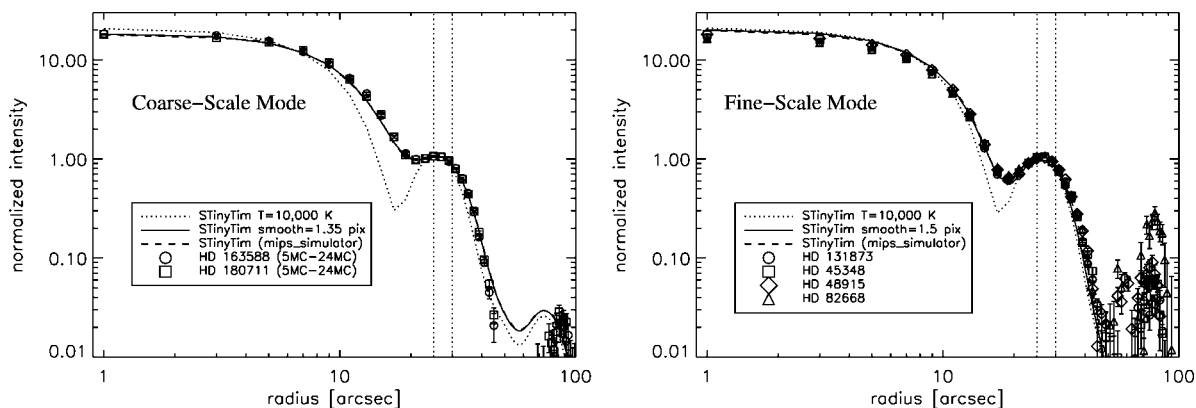 10.00
1.00
0.10
0.01
normalized intensity
Coarse-Scale Mode
STinyTim T=10,000 K
STinyTim smooth=1.35 pix
STinyTim (mips_simulator)
HD 163588 (5MC-24MC)
HD 180711 (5MC-24MC)
1 10 100
radius [arcsec]
10.00
1.00
0.10
0.01
normalized intensity
Fine-Scale Mode
STinyTim T=10,000 K
STinyTim smooth=1.5 pix
STinyTim (mips_simulator)
HD 131873
HD 45348
HD 48915
HD 82668
1 10 100
radius [arcsec]